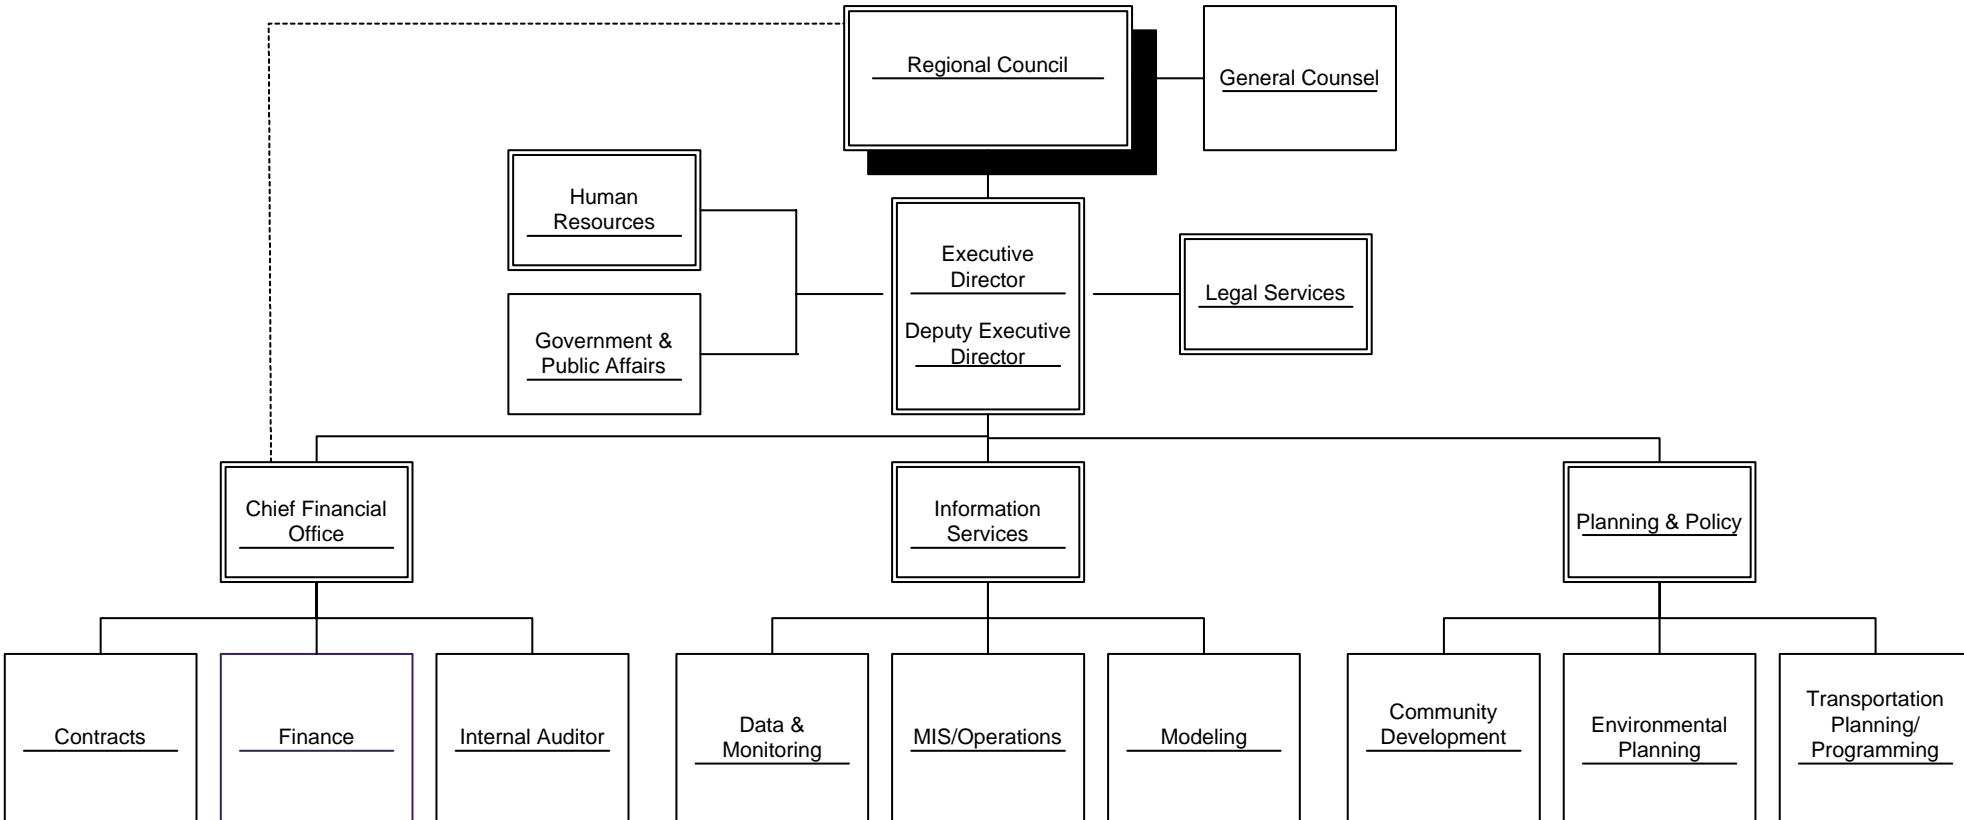 Regional Council
General Counsel
Human
Resources
Government &
Public Affairs
Executive
Director
Deputy Executive
Director
Legal Services
Chief Financial
Office
Information
Services
Planning & Policy
Contracts
Finance
Internal Auditor
Data &
Monitoring
MIS/Operations
Modeling
Community
Development
Environmental
Planning
Transportation
Planning/
Programming